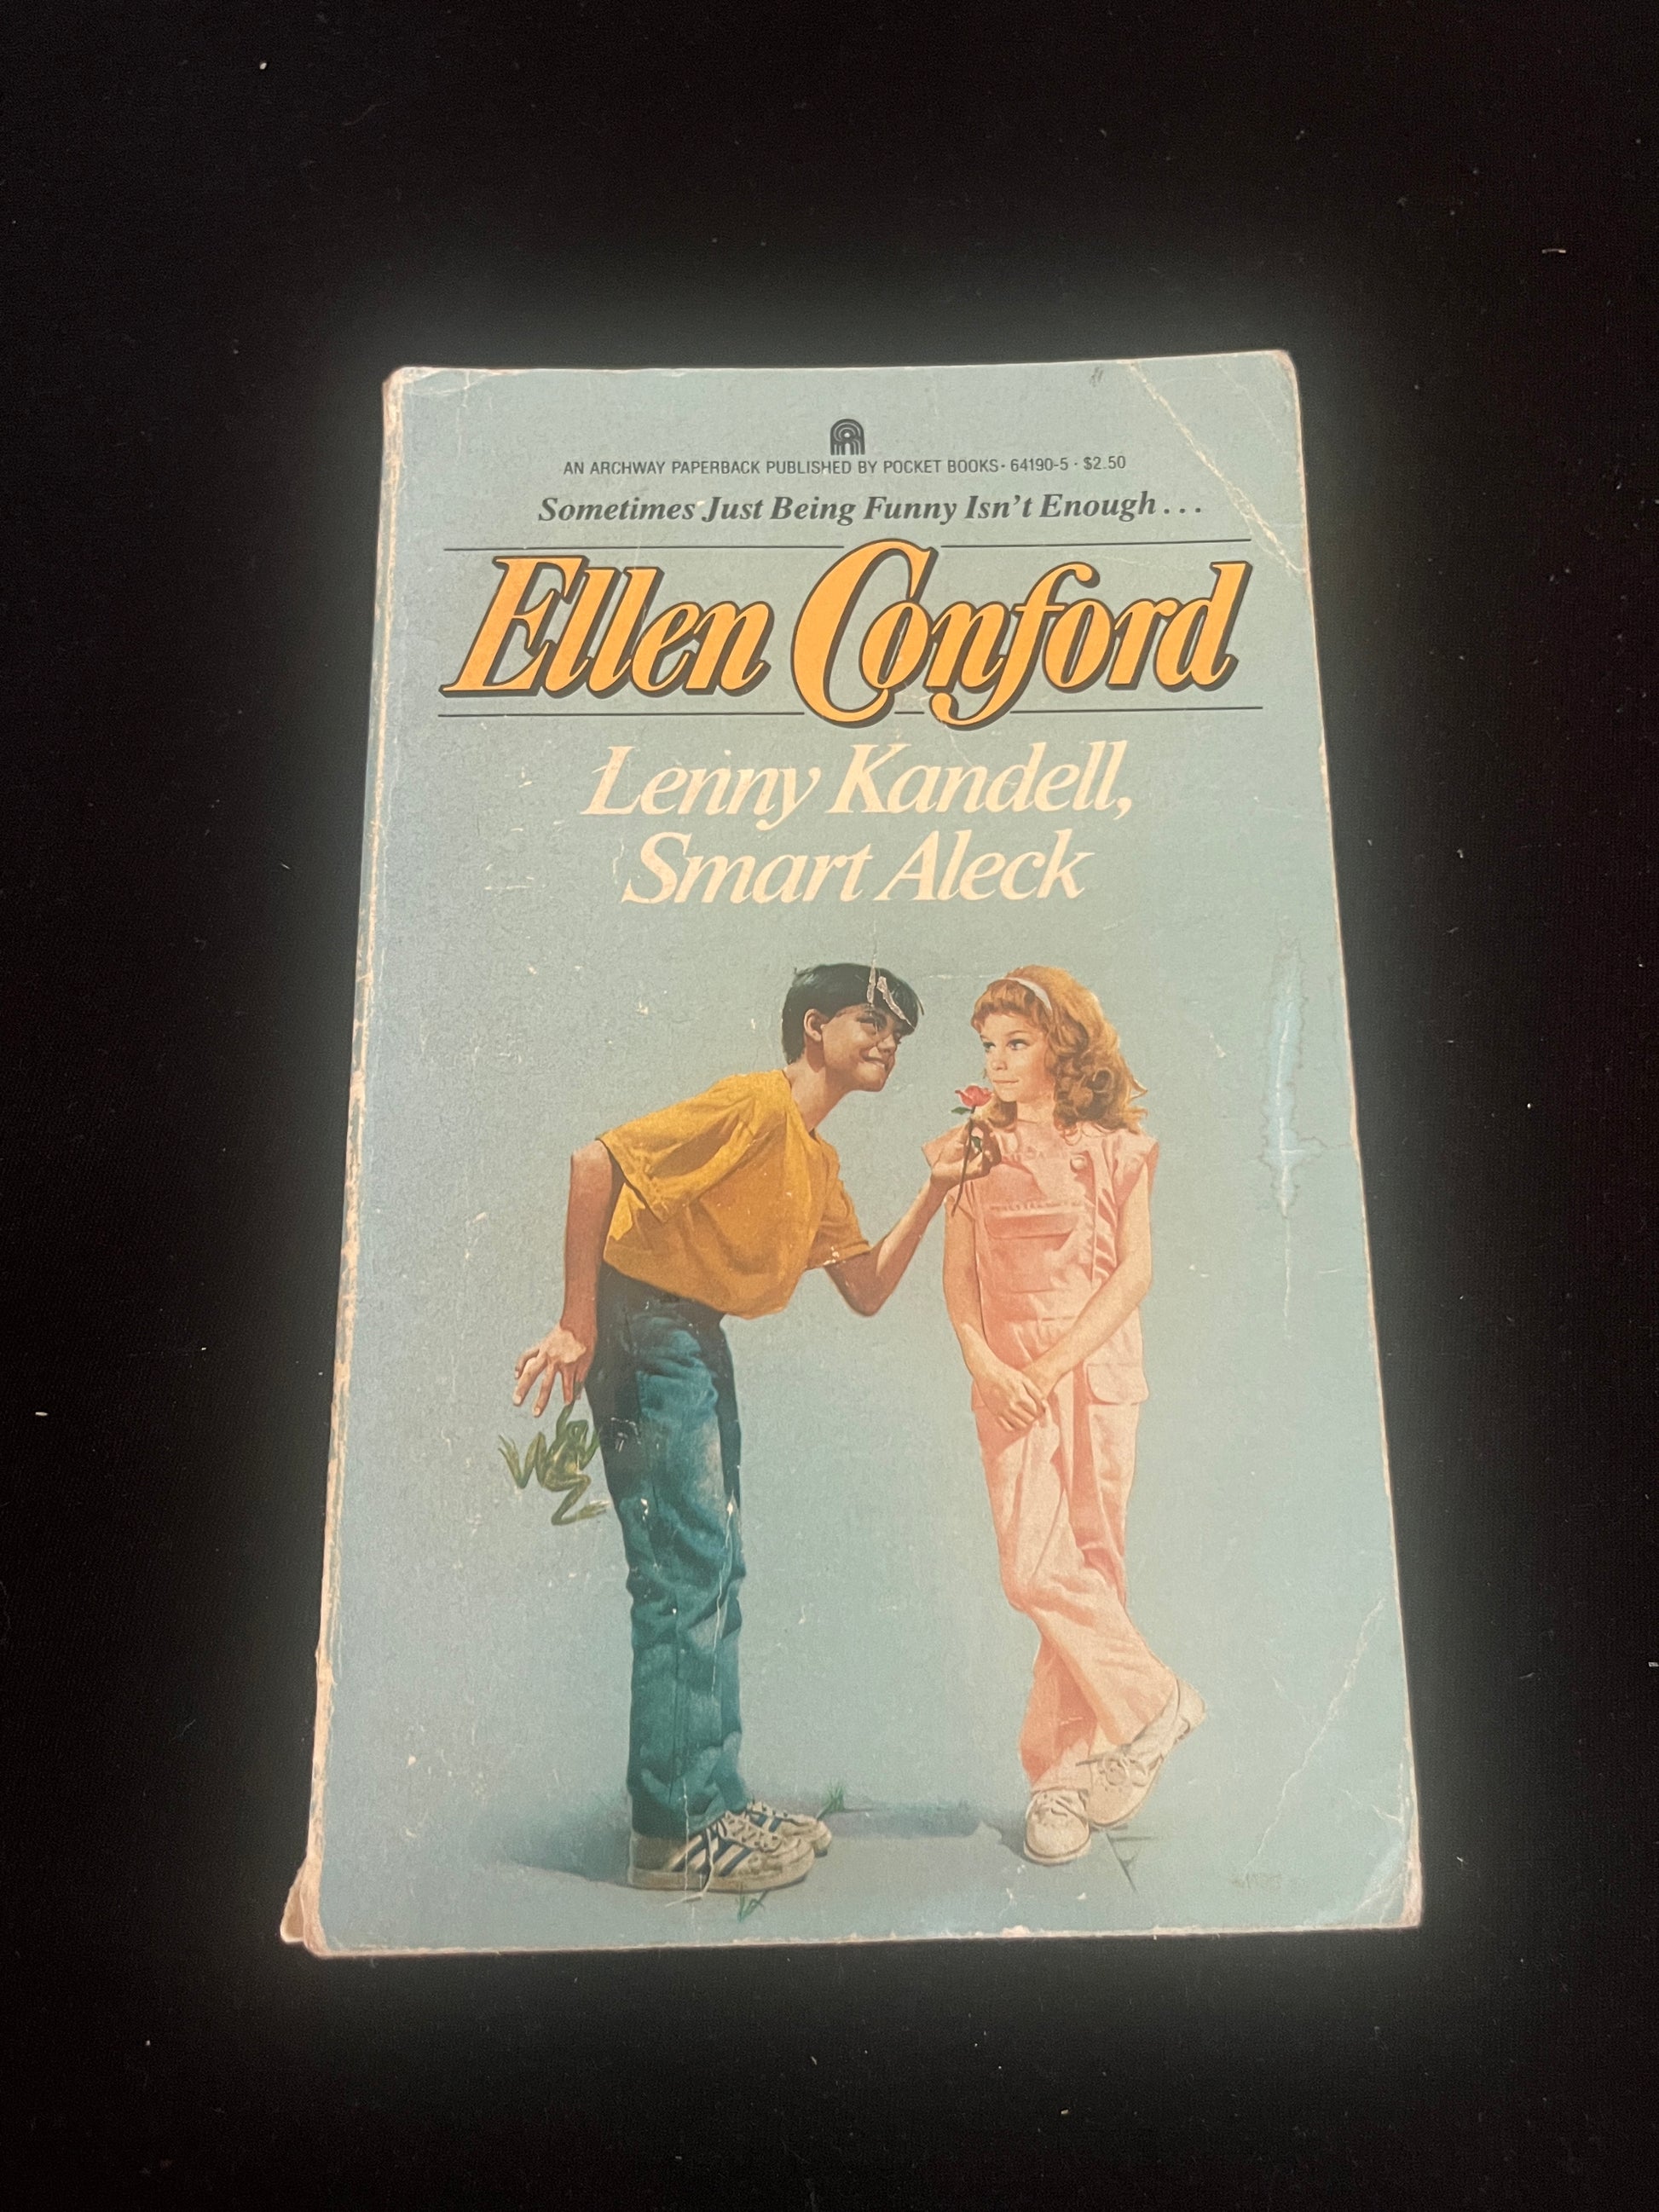 AN ARCHWAY PAPERBACK PUBLISHED BY POCKET BOOKS · 64190-5 · $2.50
Sometimes Just Being Funny Isn't Enough...
Ellen Conford
Lenny Kandell,
Smart Aleck